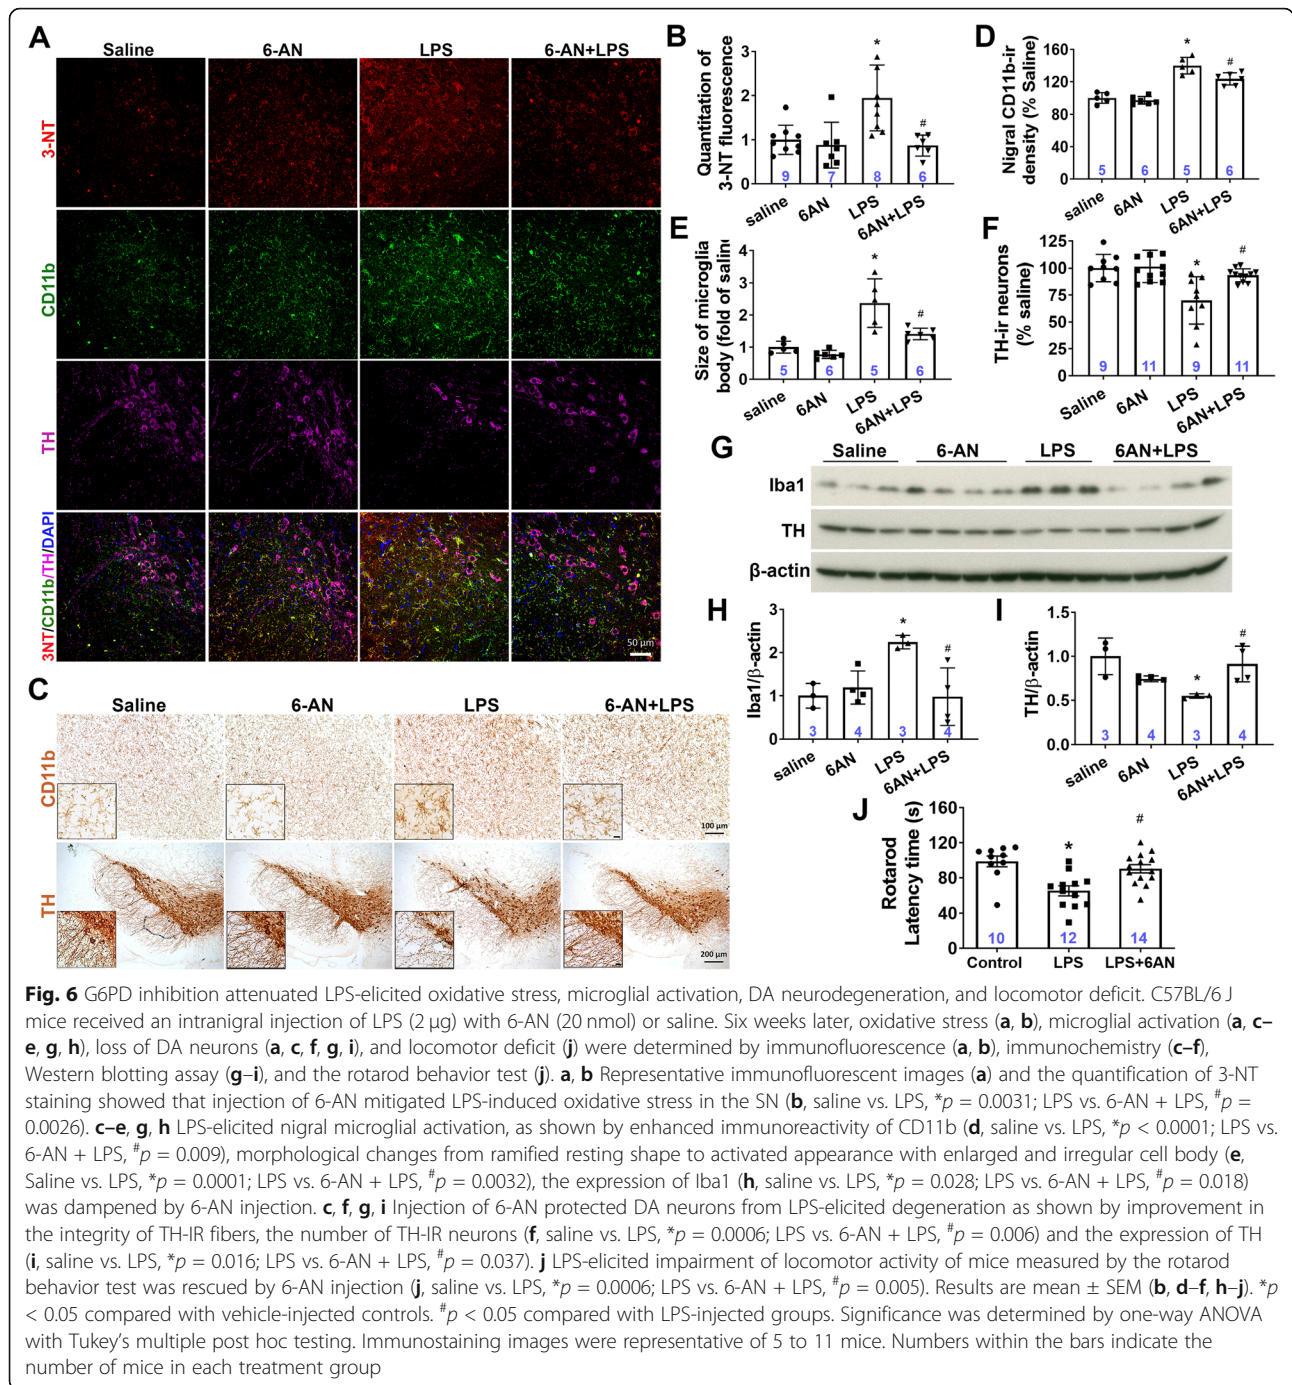 A
Saline
6-AN
LPS
6-AN+LPS
3-NT
CD11b
TH
3NT/CD11b/TH/DAPI
50 µm
B
Quantitation of
3-NT fluorescence
3
2
1
0
9
7
8
6
*
#
saline
6AN
LPS
6AN+LPS
D
Nigral CD11b-ir
density (% Saline)
160
120
80
40
0
5
6
5
6
*
#
saline
6AN
LPS
6AN+LPS
E
Size of microglia
body (fold of saline)
4
3
2
1
0
5
6
5
6
*
#
saline
6AN
LPS
6AN+LPS
F
TH-ir neurons
(% saline)
125
100
75
50
25
0
9
11
9
11
*
#
Saline
6AN
LPS
6AN+LPS
G
Saline
6-AN
LPS
6AN+LPS
Iba1
TH
β-actin
H
Iba1/β-actin
3
2
1
0
3
4
3
4
*
#
saline
6AN
LPS
6AN+LPS
I
TH/β-actin
1.5
1.0
0.5
0.0
3
4
3
4
*
#
saline
6AN
LPS
6AN+LPS
C
Saline
6-AN
LPS
6-AN+LPS
CD11b
100 µm
TH
200 µm
J
Rotarod
Latency time (s)
160
120
80
40
0
10
12
14
*
#
Control
LPS
LPS+6AN
Fig. 6 G6PD inhibition attenuated LPS-elicited oxidative stress, microglial activation, DA neurodegeneration, and locomotor deficit. C57BL/6 J
mice received an intranigral injection of LPS (2 µg) with 6-AN (20 nmol) or saline. Six weeks later, oxidative stress (a, b), microglial activation (a, c–
e, g, h), loss of DA neurons (a, c, f, g, i), and locomotor deficit (j) were determined by immunofluorescence (a, b), immunochemistry (c–f),
Western blotting assay (g–i), and the rotarod behavior test (j). a, b Representative immunofluorescent images (a) and the quantification of 3-NT
staining showed that injection of 6-AN mitigated LPS-induced oxidative stress in the SN (b, saline vs. LPS, *p = 0.0031; LPS vs. 6-AN + LPS, #p =
0.0026). c–e, g, h LPS-elicited nigral microglial activation, as shown by enhanced immunoreactivity of CD11b (d, saline vs. LPS, *p < 0.0001; LPS vs.
6-AN + LPS, #p = 0.009), morphological changes from ramified resting shape to activated appearance with enlarged and irregular cell body (e,
Saline vs. LPS, *p = 0.0001; LPS vs. 6-AN + LPS, #p = 0.0032), the expression of Iba1 (h, saline vs. LPS, *p = 0.028; LPS vs. 6-AN + LPS, #p = 0.018)
was dampened by 6-AN injection. c, f, g, i Injection of 6-AN protected DA neurons from LPS-elicited degeneration as shown by improvement in
the integrity of TH-IR fibers, the number of TH-IR neurons (f, saline vs. LPS, *p = 0.0006; LPS vs. 6-AN + LPS, #p = 0.006) and the expression of TH
(i, saline vs. LPS, *p = 0.016; LPS vs. 6-AN + LPS, #p = 0.037). j LPS-elicited impairment of locomotor activity of mice measured by the rotarod
behavior test was rescued by 6-AN injection (j, saline vs. LPS, *p = 0.0006; LPS vs. 6-AN + LPS, #p = 0.005). Results are mean ± SEM (b, d–f, h–j). *p
< 0.05 compared with vehicle-injected controls. #p < 0.05 compared with LPS-injected groups. Significance was determined by one-way ANOVA
with Tukey's multiple post hoc testing. Immunostaining images were representative of 5 to 11 mice. Numbers within the bars indicate the
number of mice in each treatment group